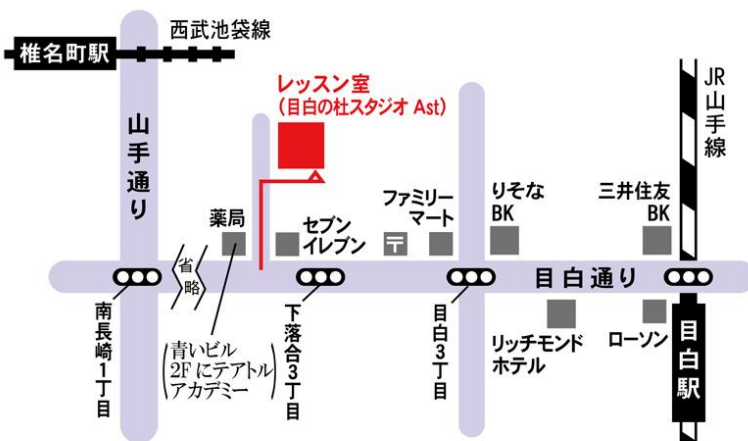 西武池袋線
椎名町駅
山手通り
レッスン室
(目白の杜スタジオ Ast)
JR山手線
薬局
セブン
イレブン
〒
ファミリー
マート
りそな
BK
三井住友
BK
省略
目白通り
南長崎1丁目
(青いビル
2Fにテアトル
アカデミー)
下落合3丁目
目白3丁目
リッチモンド
ホテル
ローソン
目白駅